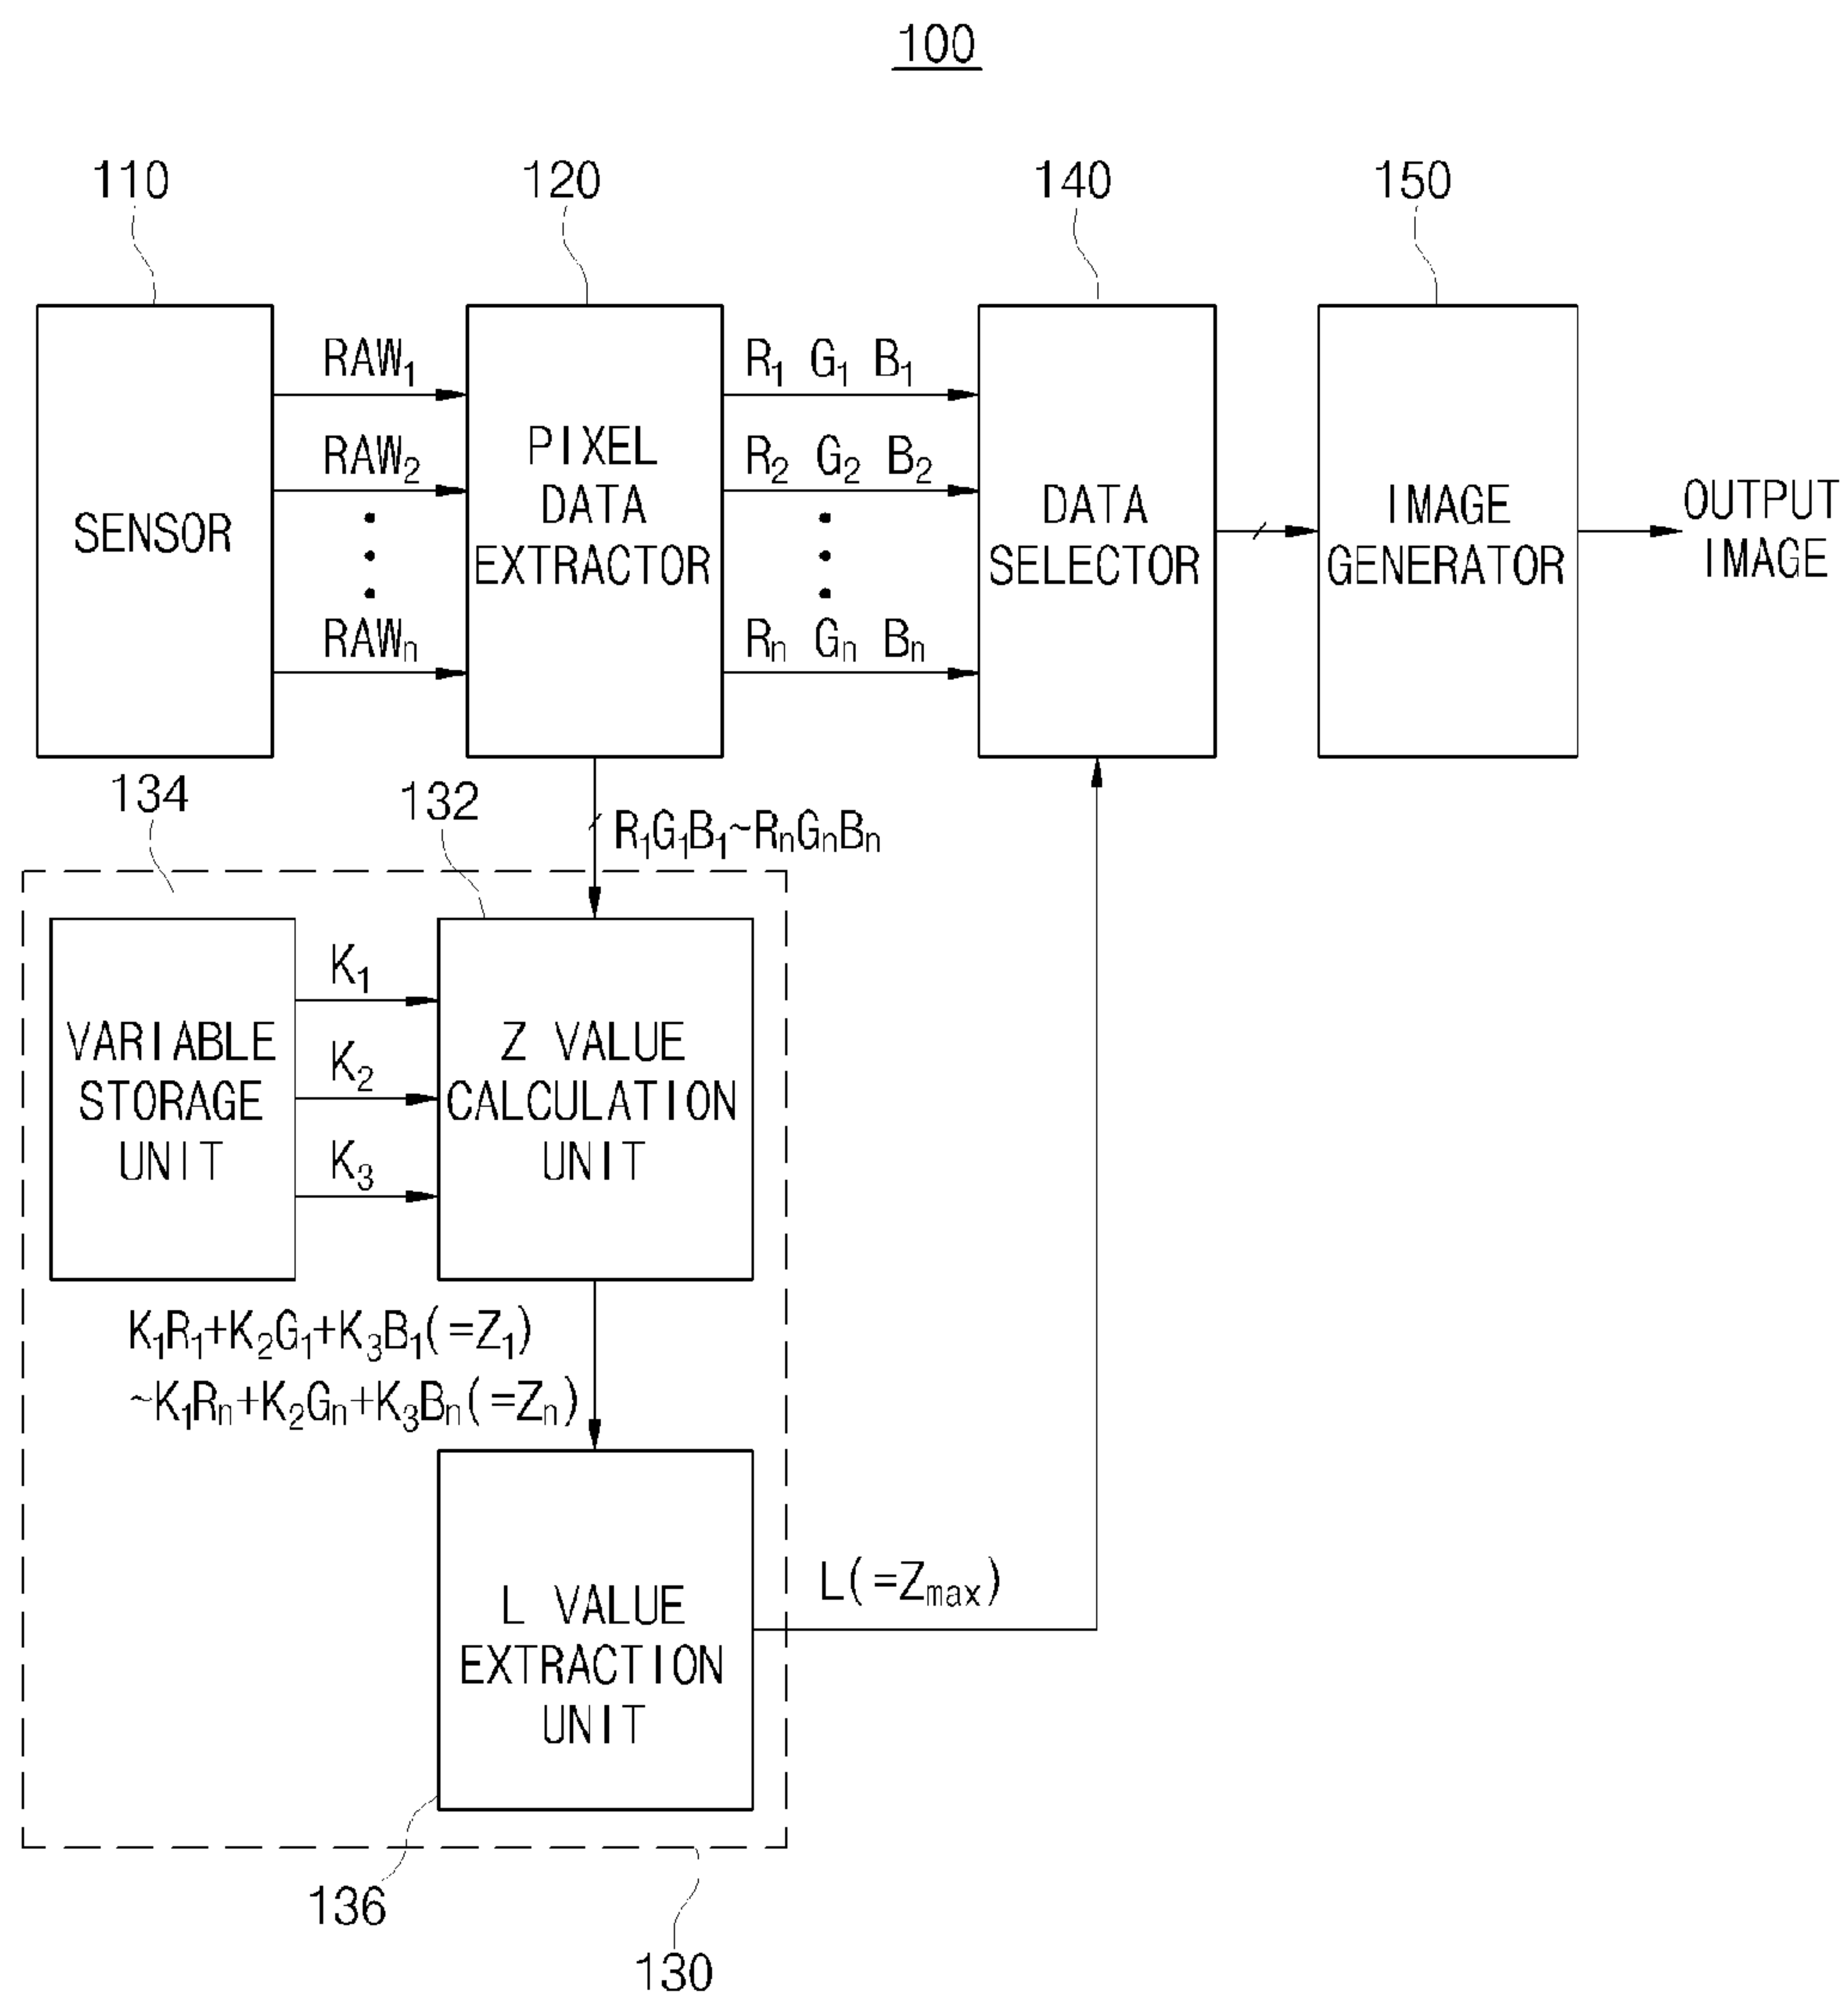 100
110
120
140
150
RAW₁
R₁ G₁ B₁
RAW₂
R₂ G₂ B₂
RAWₙ
Rₙ Gₙ Bₙ
SENSOR
PIXEL
DATA
EXTRACTOR
DATA
SELECTOR
IMAGE
GENERATOR
OUTPUT
IMAGE
134
132
R₁G₁B₁~RₙGₙBₙ
VARIABLE
STORAGE
UNIT
K₁
K₂
K₃
Z VALUE
CALCULATION
UNIT
K₁R₁+K₂G₁+K₃B₁(=Z₁)
~K₁Rₙ+K₂Gₙ+K₃Bₙ(=Zₙ)
L VALUE
EXTRACTION
UNIT
L(=Zₘₐₓ)
136
130